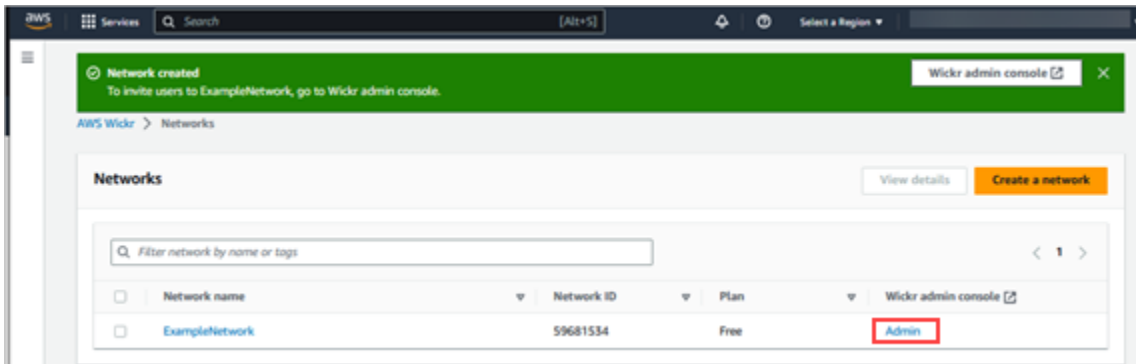 aws Services Search [Alt+S] Select a Region ▼
Network created
To invite users to ExampleNetwork, go to Wickr admin console.
Wickr admin console
AWS Wickr > Networks
Networks
View details
Create a network
Filter network by name or tags
< 1 >
Network name Network ID Plan Wickr admin console
ExampleNetwork 59681534 Free Admin